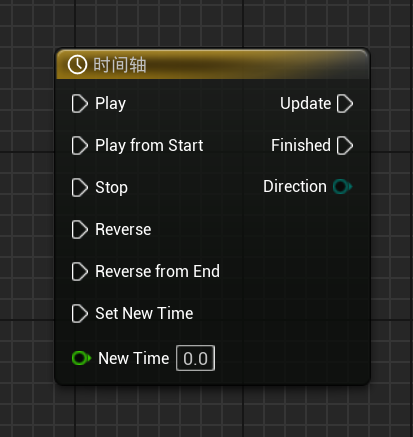 时间轴
Play
Update
Play from Start
Finished
Stop
Direction
Reverse
Reverse from End
Set New Time
New Time 0.0